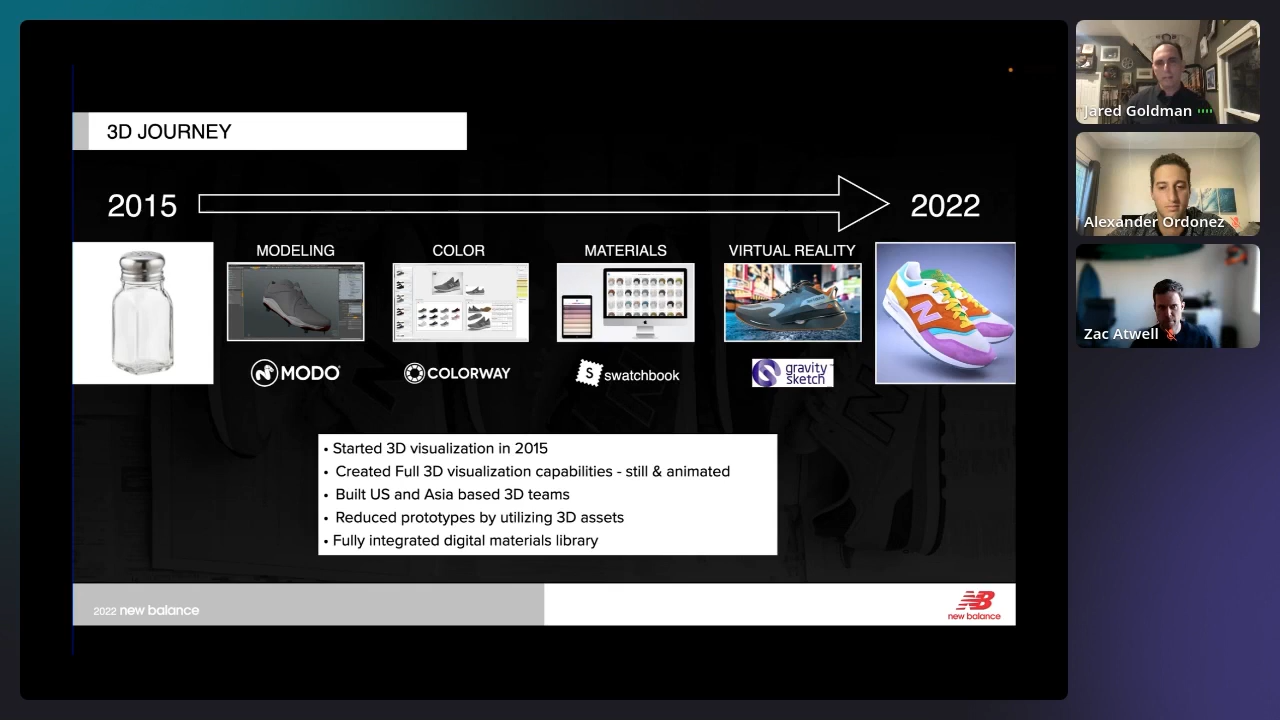 3D JOURNEY
2015
2022
MODELING
COLOR
MATERIALS
VIRTUAL REALITY
MODO
COLORWAY
S swatchbook
gravity sketch
• Started 3D visualization in 2015
• Created Full 3D visualization capabilities - still & animated
• Built US and Asia based 3D teams
• Reduced prototypes by utilizing 3D assets
• Fully integrated digital materials library
2022 new balance
NB
new balance
Jared Goldman
Alexander Ordonez
Zac Atwell